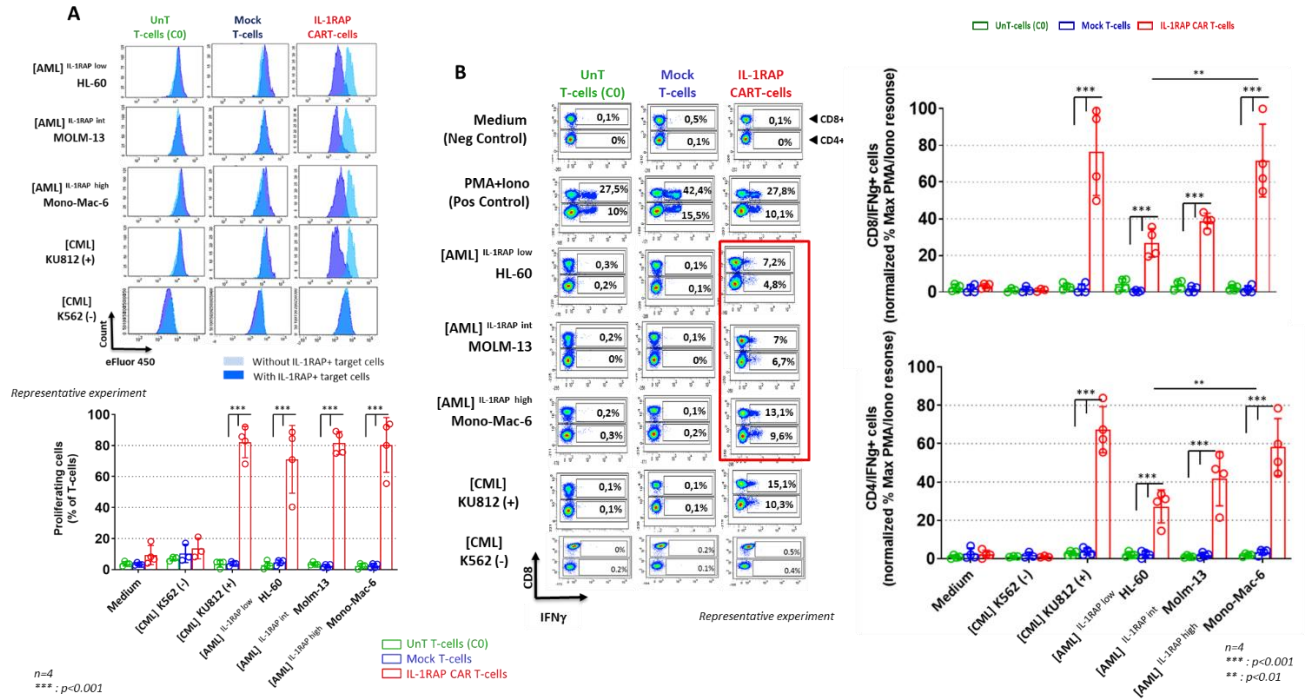 A
UnT
T-cells (C0)
Mock
T-cells
IL-1RAP
CART-cells
[AML] IL-1RAP low
HL-60
[AML] IL-1RAP int
MOLM-13
[AML] IL-1RAP high
Mono-Mac-6
[CML]
KU812 (+)
[CML]
K562 (-)
Count
eFluor 450
Without IL-1RAP+ target cells
With IL-1RAP+ target cells
Representative experiment
100
80
60
40
20
0
Proliferating cells
(% of T-cells)
*** *** *** ***
Medium
[CML] K562 (-)
[CML] KU812 (+)
[AML] IL-1RAP low HL-60
[AML] IL-1RAP int Molm-13
[AML] IL-1RAP high Mono-Mac-6
UnT T-cells (C0)
Mock T-cells
IL-1RAP CAR T-cells
n=4
*** : p<0.001
B
UnT
T-cells (C0)
Mock
T-cells
IL-1RAP
CART-cells
Medium
(Neg Control)
0,1% 0,5% 0,1% CD8+
0% 0,1% 0% CD4+
PMA+Iono
(Pos Control)
27,5% 42,4% 27,8%
10% 15,5% 10,1%
[AML] IL-1RAP low
HL-60
0,3% 0,1% 7,2%
0,2% 0,1% 4,8%
[AML] IL-1RAP int
MOLM-13
0,2% 0,1% 7%
0% 0% 6,7%
[AML] IL-1RAP high
Mono-Mac-6
0,2% 0,1% 13,1%
0,3% 0,2% 9,6%
[CML]
KU812 (+)
0,1% 0,1% 15,1%
0,1% 0,1% 10,3%
[CML]
K562 (-)
0% 0.2% 0.5%
0.2% 0.1% 0.4%
CD8
IFNγ
Representative experiment
UnT-cells (C0) Mock T-cells IL-1RAP CAR T-cells
CD8/IFNg+ cells
(normalized % Max PMA/Iono resonse)
100
80
60
40
20
0
*** *** *** ***
**
CD4/IFNg+ cells
(normalized % Max PMA/Iono resonse)
100
80
60
40
20
0
*** *** *** ***
**
Medium
[CML] K562 (-)
[CML] KU812 (+)
[AML] IL-1RAP low HL-60
[AML] IL-1RAP int Molm-13
[AML] IL-1RAP high Mono-Mac-6
n=4
*** : p<0.001
** : p<0.01